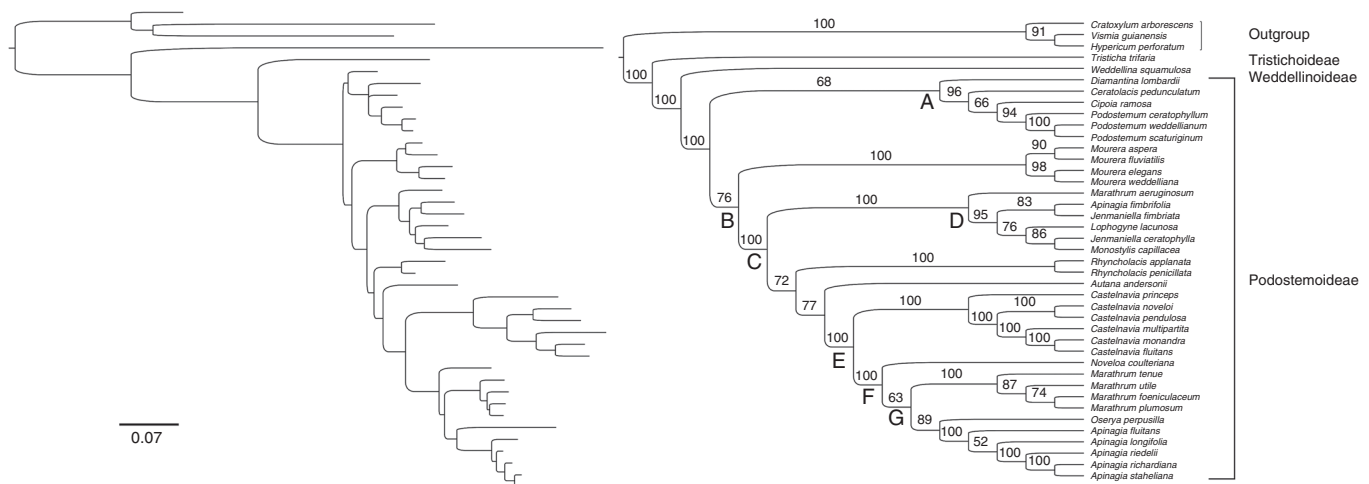 100
91
Cratoxylum arborescens
Vismia guianensis
Hypericum perforatum
Outgroup
100
Tristicha trifaria
Tristichoideae
100
Weddellina squamulosa
Weddellinoideae
100
68
A
96
66
94
100
Diamantina lombardii
Ceratolacis pedunculatum
Cipoia ramosa
Podostemum ceratophyllum
Podostemum weddellianum
Podostemum scaturiginum
76
B
100
90
98
Mourera aspera
Mourera fluviatilis
Mourera elegans
Mourera weddelliana
100
C
100
D
95
83
76
86
Marathrum aeruginosum
Apinagia fimbrifolia
Jenmaniella fimbriata
Lophogyne lacunosa
Jenmaniella ceratophylla
Monostylis capillacea
72
100
Rhyncholacis applanata
Rhyncholacis penicillata
Podostemoideae
77
Autana andersonii
100
E
100
100
100
100
100
Castelnavia princeps
Castelnavia noveloi
Castelnavia pendulosa
Castelnavia multipartita
Castelnavia monandra
Castelnavia fluitans
100
F
Noveloa coulteriana
63
G
100
87
74
Marathrum tenue
Marathrum utile
Marathrum foeniculaceum
Marathrum plumosum
89
100
52
100
100
Oserya perpusilla
Apinagia fluitans
Apinagia longifolia
Apinagia riedelii
Apinagia richardiana
Apinagia staheliana
0.07